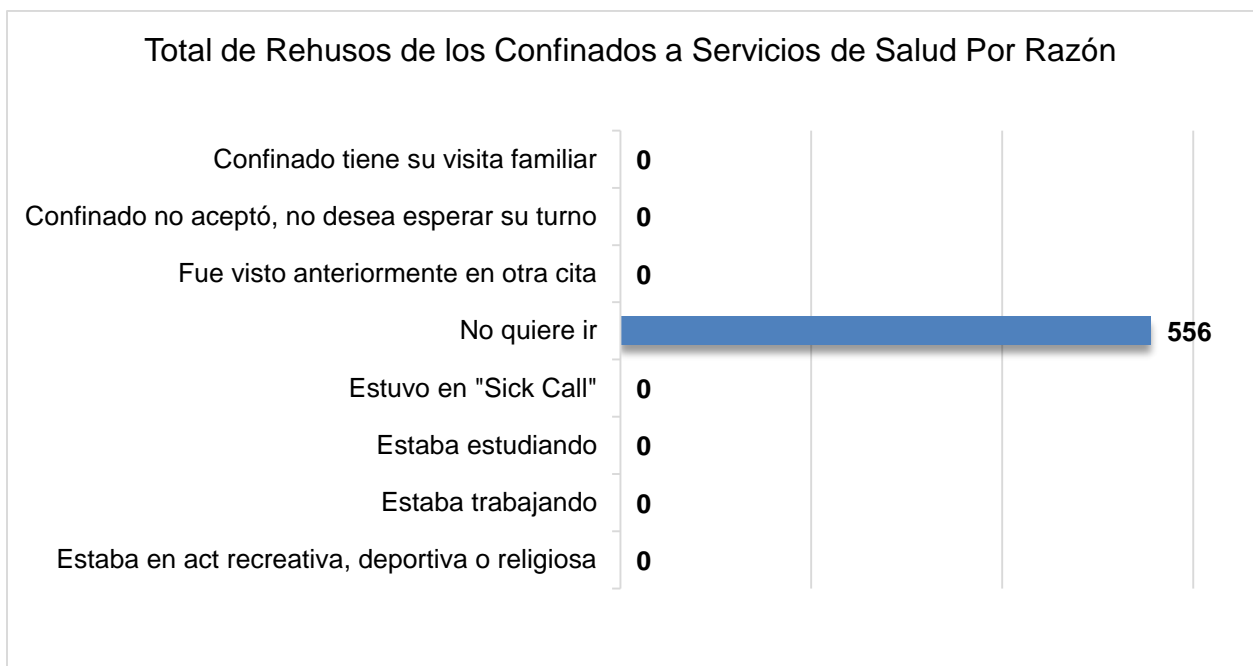 Total de Rehusos de los Confinados a Servicios de Salud Por Razón
Confinado tiene su visita familiar 0
Confinado no aceptó, no desea esperar su turno 0
Fue visto anteriormente en otra cita 0
No quiere ir 556
Estuvo en "Sick Call" 0
Estaba estudiando 0
Estaba trabajando 0
Estaba en act recreativa, deportiva o religiosa 0